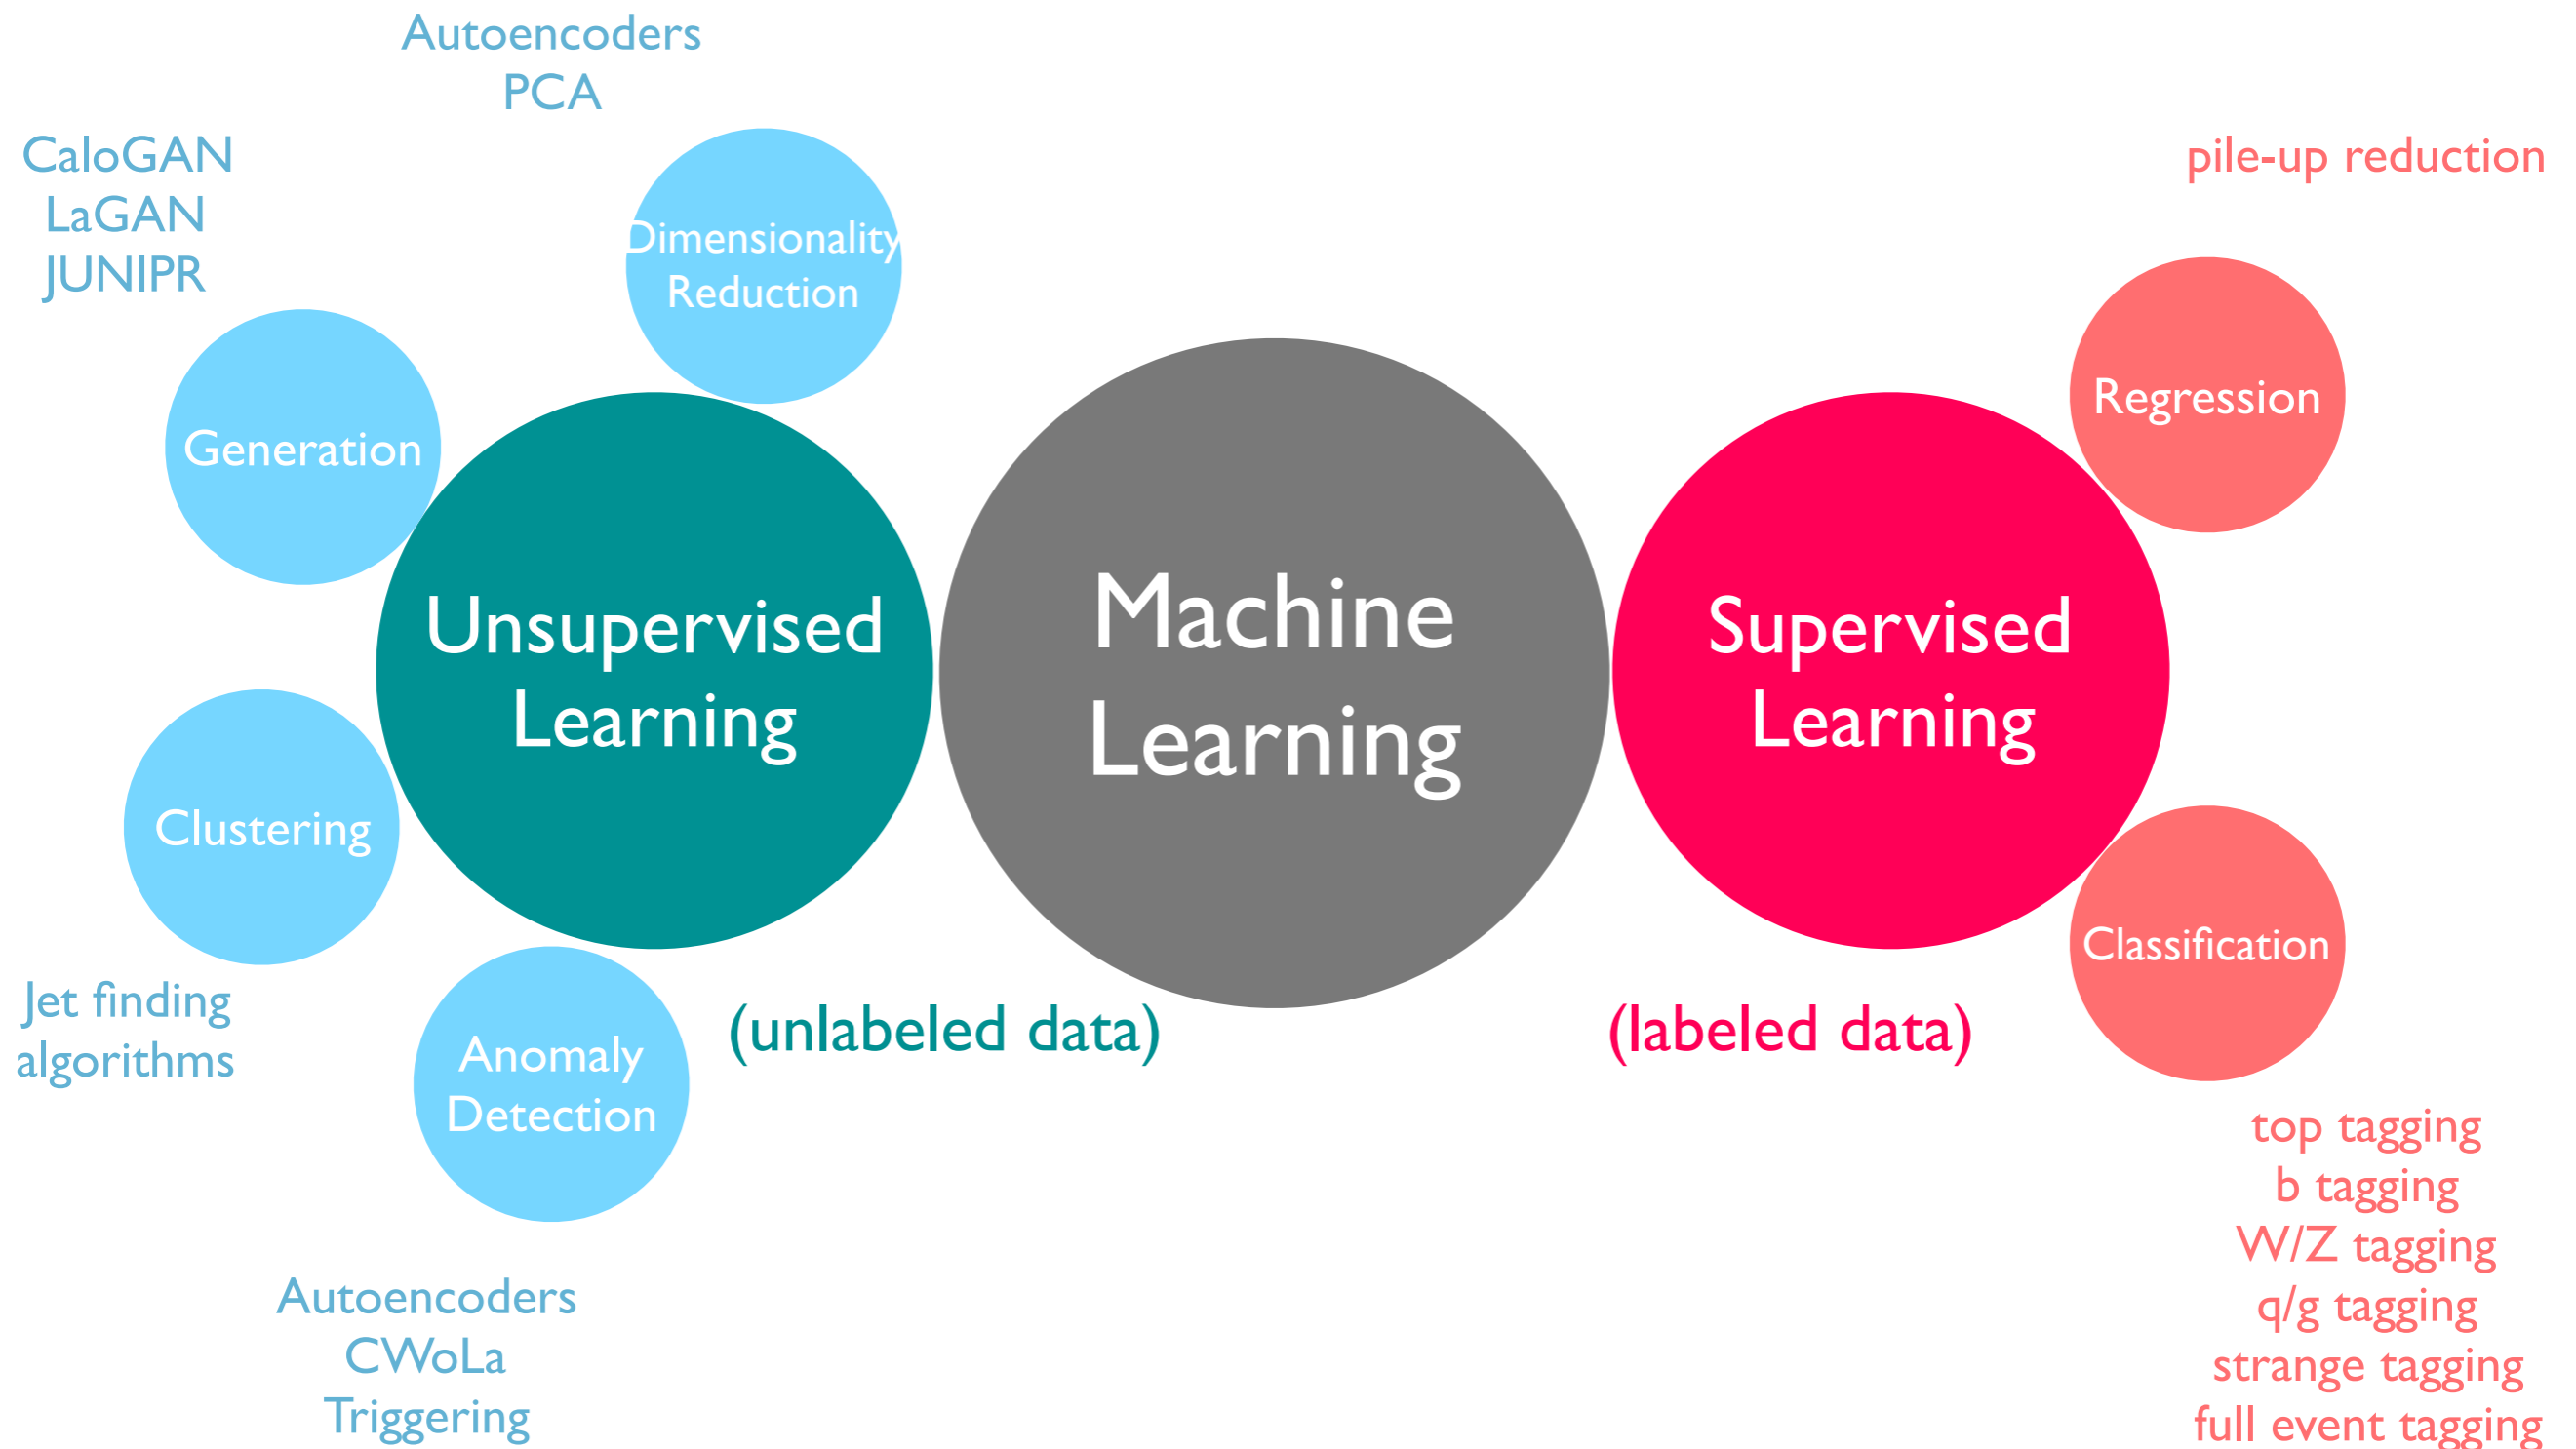 Autoencoders
PCA
CaloGAN
LaGAN
JUNIPR
Dimensionality
Reduction
Generation
Unsupervised
Learning
Clustering
Jet finding
algorithms
Anomaly
Detection
(unlabeled data)
Autoencoders
CWoLa
Triggering
Machine
Learning
pile-up reduction
Regression
Supervised
Learning
(labeled data)
Classification
top tagging
b tagging
W/Z tagging
q/g tagging
strange tagging
full event tagging